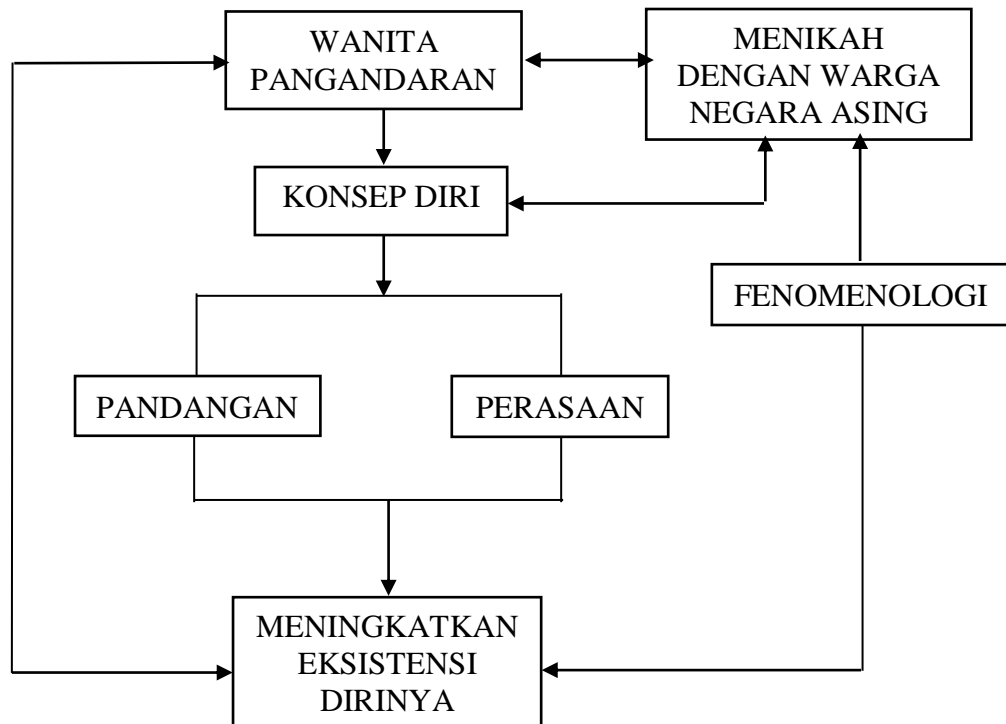 WANITA
PANGANDARAN
MENIKAH
DENGAN WARGA
NEGARA ASING
KONSEP DIRI
FENOMENOLOGI
PANDANGAN
PERASAAN
MENINGKATKAN
EKSISTENSI
DIRINYA